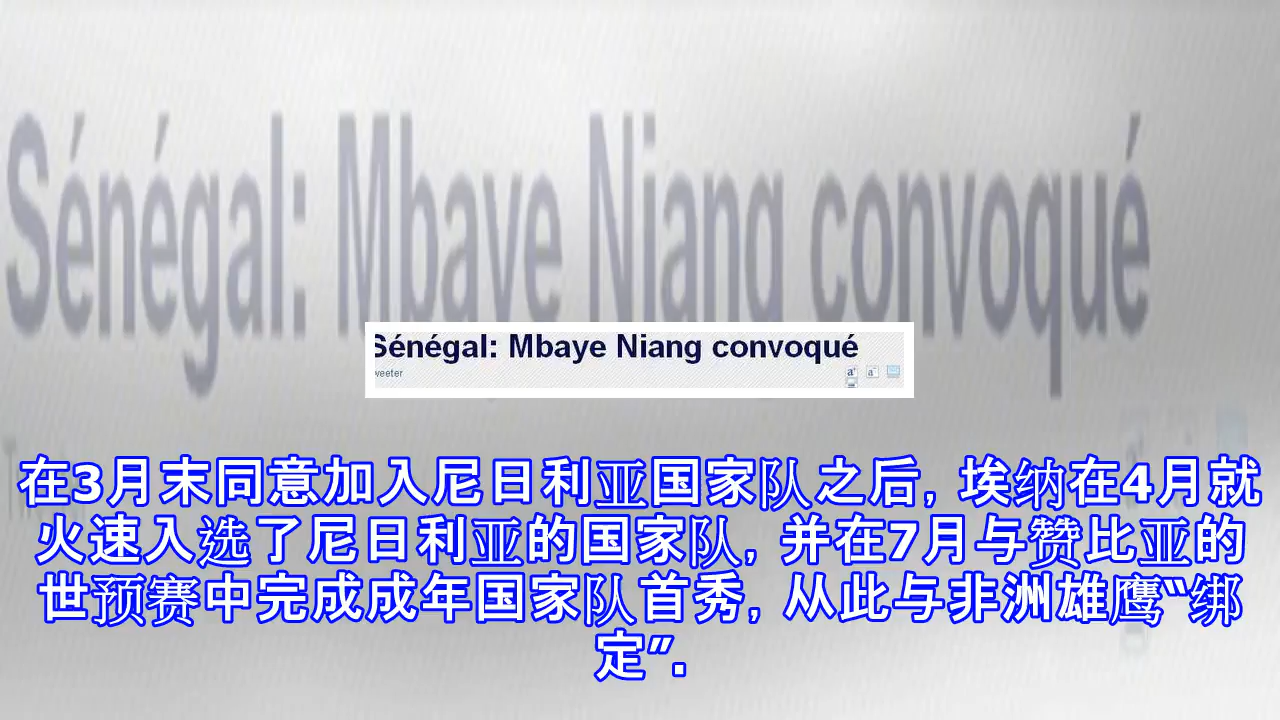 Sénégal: Mbaye Niang convoqué
Sénégal: Mbaye Niang convoqué
veeter
a+ a-
在3月末同意加入尼日利亚国家队之后, 埃纳在4月就
火速入选了尼日利亚的国家队, 并在7月与赞比亚的
世预赛中完成成年国家队首秀, 从此与非洲雄鹰“绑
定”.